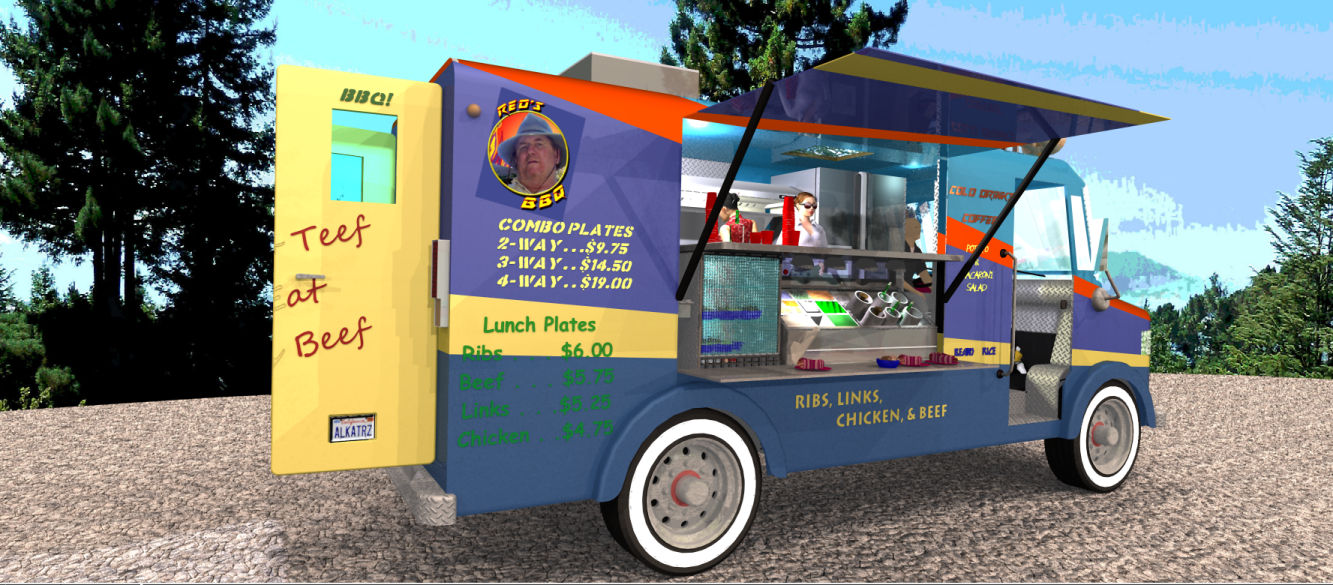 BBQ!
Teef
at
Beef
ALKATRZ
RED'S
BBQ
COMBO PLATES
2-WAY...$9.75
3-WAY..$14.50
4-WAY..$19.00
Lunch Plates
Ribs $6.00
Beef . . . $5.75
Links . . . $5.25
Chicken . . $4.75
RIBS, LINKS,
CHICKEN, & BEEF
COLD DRINKS
COFFEE
SALAD
RICE